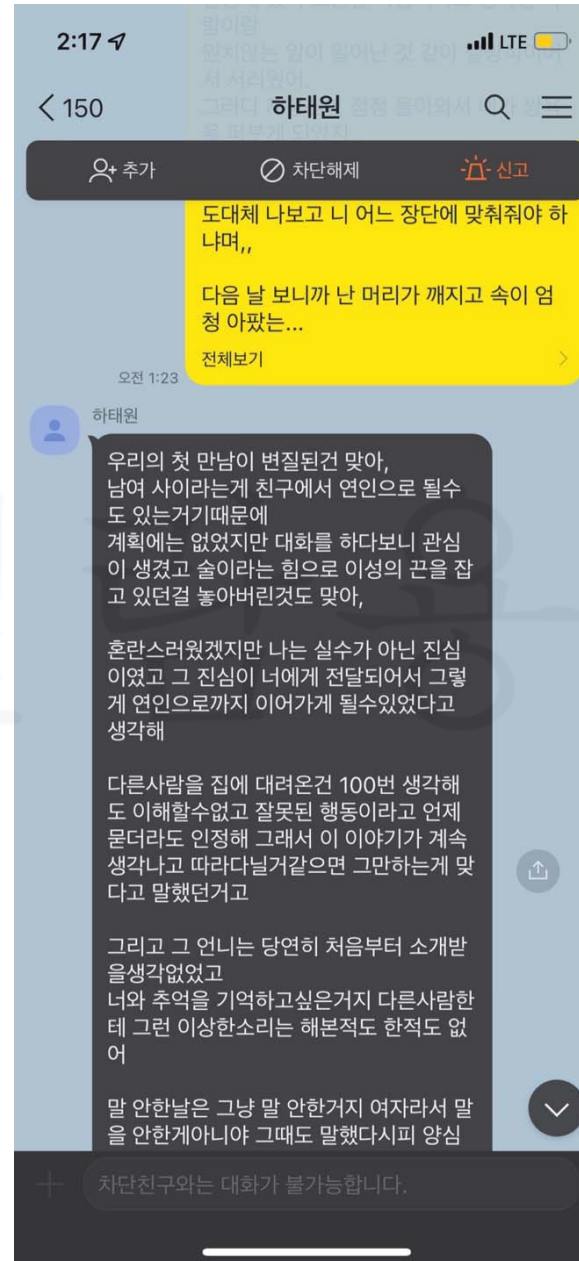 2:17
LTE
150
하태원
추가
차단해제
신고
도대체 나보고 니 어느 장단에 맞춰줘야 하
냐며,,
다음 날 보니까 난 머리가 깨지고 속이 엄
청 아팠는...
전체보기
오전 1:23
하태원
우리의 첫 만남이 변질된건 맞아,
남여 사이라는게 친구에서 연인으로 될수
도 있는거기때문에
계획에는 없었지만 대화를 하다보니 관심
이 생겼고 술이라는 힘으로 이성의 끈을 잡
고 있던걸 놓아버린것도 맞아,
혼란스러웠겠지만 나는 실수가 아닌 진심
이였고 그 진심이 너에게 전달되어서 그렇
게 연인으로까지 이어가게 될수있었다고
생각해
다른사람을 집에 대려온건 100번 생각해
도 이해할수없고 잘못된 행동이라고 언제
묻더라도 인정해 그래서 이 이야기가 계속
생각나고 따라다닐거같으면 그만하는게 맞
다고 말했던거고
그리고 그 언니는 당연히 처음부터 소개받
을생각없었고
너와 추억을 기억하고싶은거지 다른사람한
테 그런 이상한소리는 해본적도 한적도 없
어
말 안한날은 그냥 말 안한거지 여자라서 말
을 안한게아니야 그때도 말했다시피 양심
차단친구와는 대화가 불가능합니다.